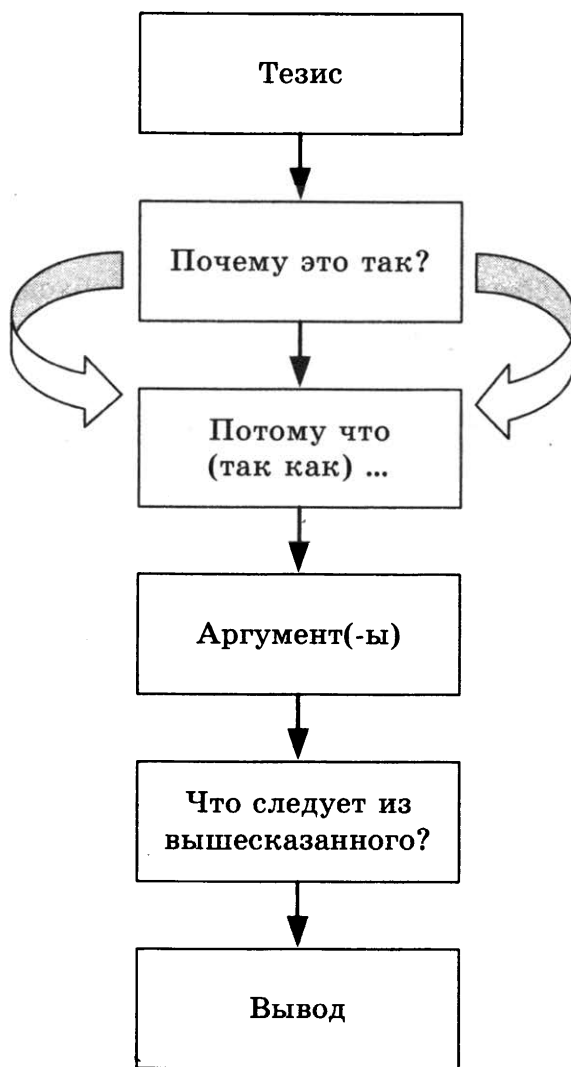 Тезис
Почему это так?
Потому что
(так как) ...
Аргумент(-ы)
Что следует из
вышесказанного?
Вывод